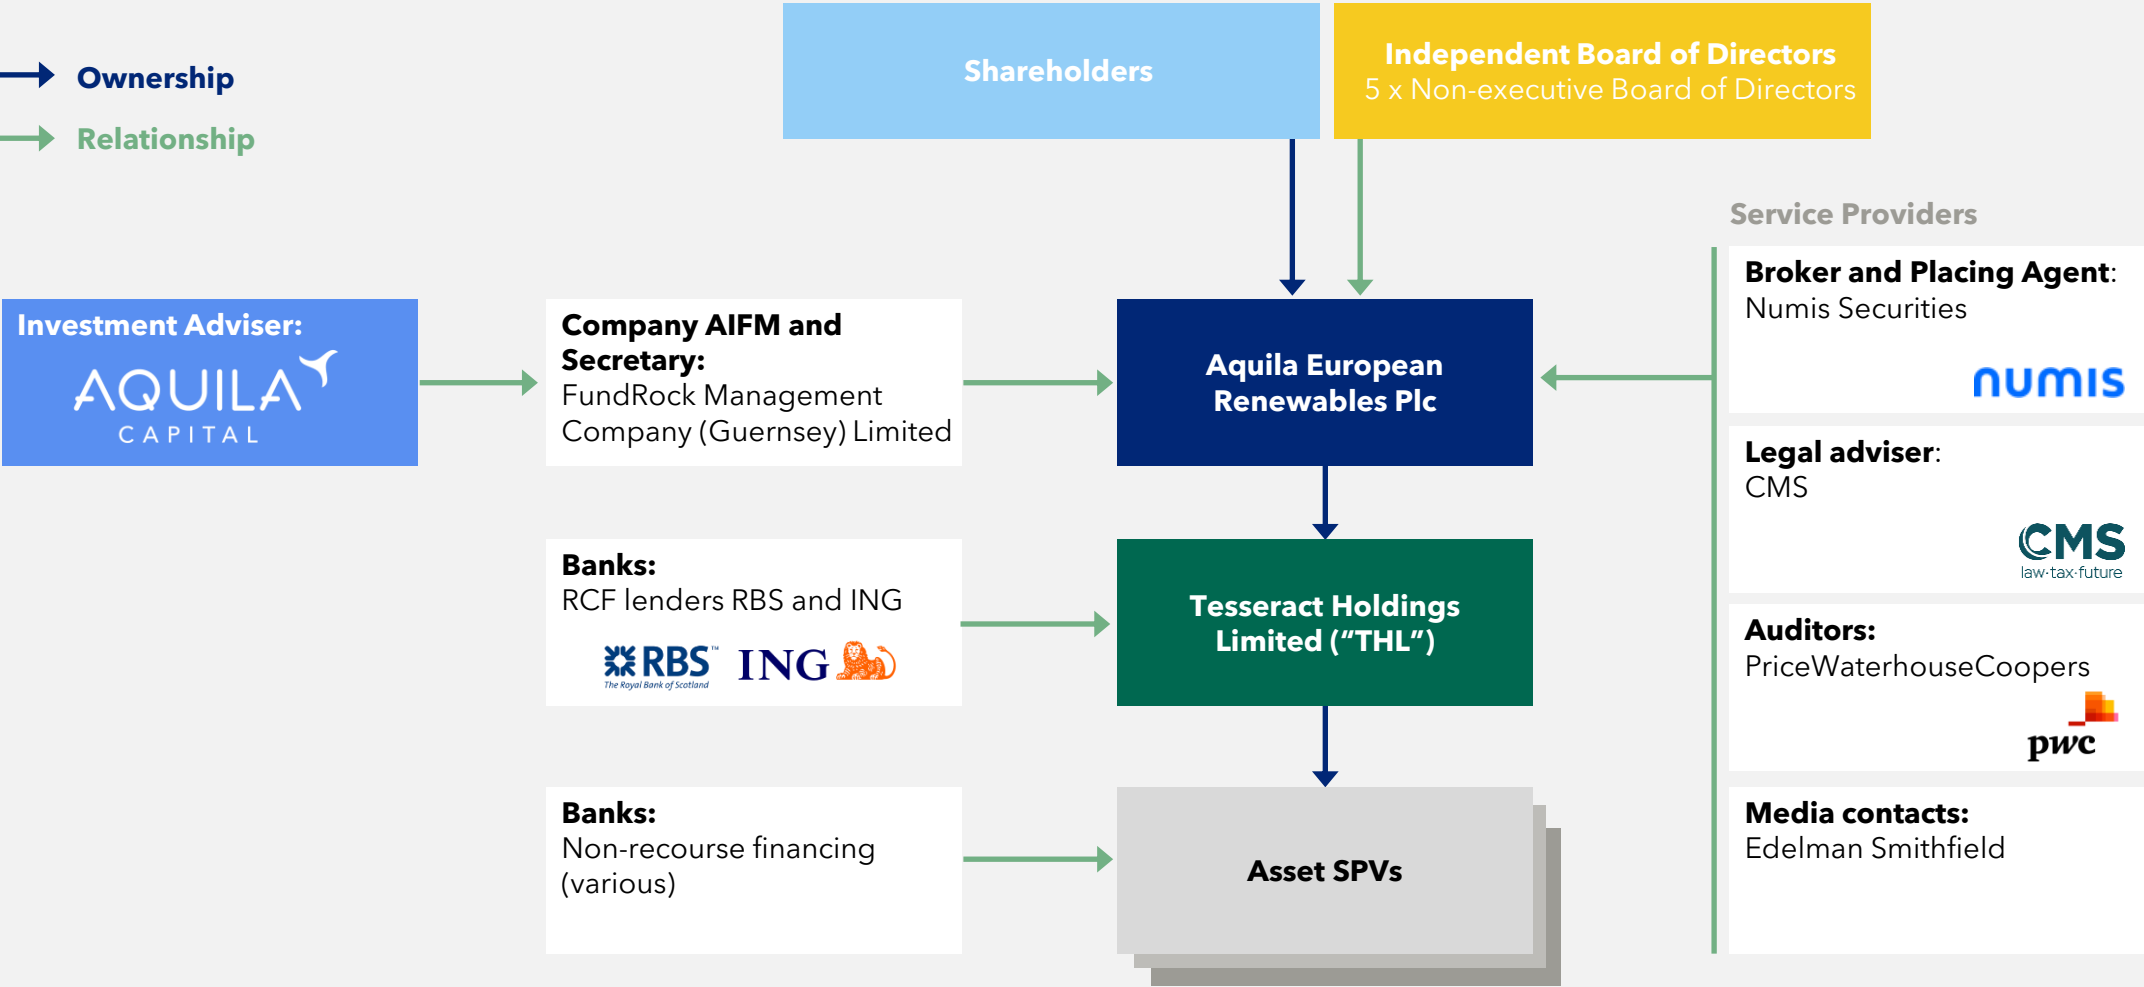 Ownership
Relationship
Shareholders
Independent Board of Directors
5 x Non-executive Board of Directors
Investment Adviser:
AQUILA
CAPITAL
Company AIFM and
Secretary:
FundRock Management
Company (Guernsey) Limited
Aquila European
Renewables Plc
Banks:
RCF lenders RBS and ING
RBS™
The Royal Bank of Scotland
ING
Tesseract Holdings
Limited (“THL”)
Banks:
Non-recourse financing
(various)
Asset SPVs
Service Providers
Broker and Placing Agent:
Numis Securities
numis
Legal adviser:
CMS
CMS
law·tax·future
Auditors:
PriceWaterhouseCoopers
pwc
Media contacts:
Edelman Smithfield